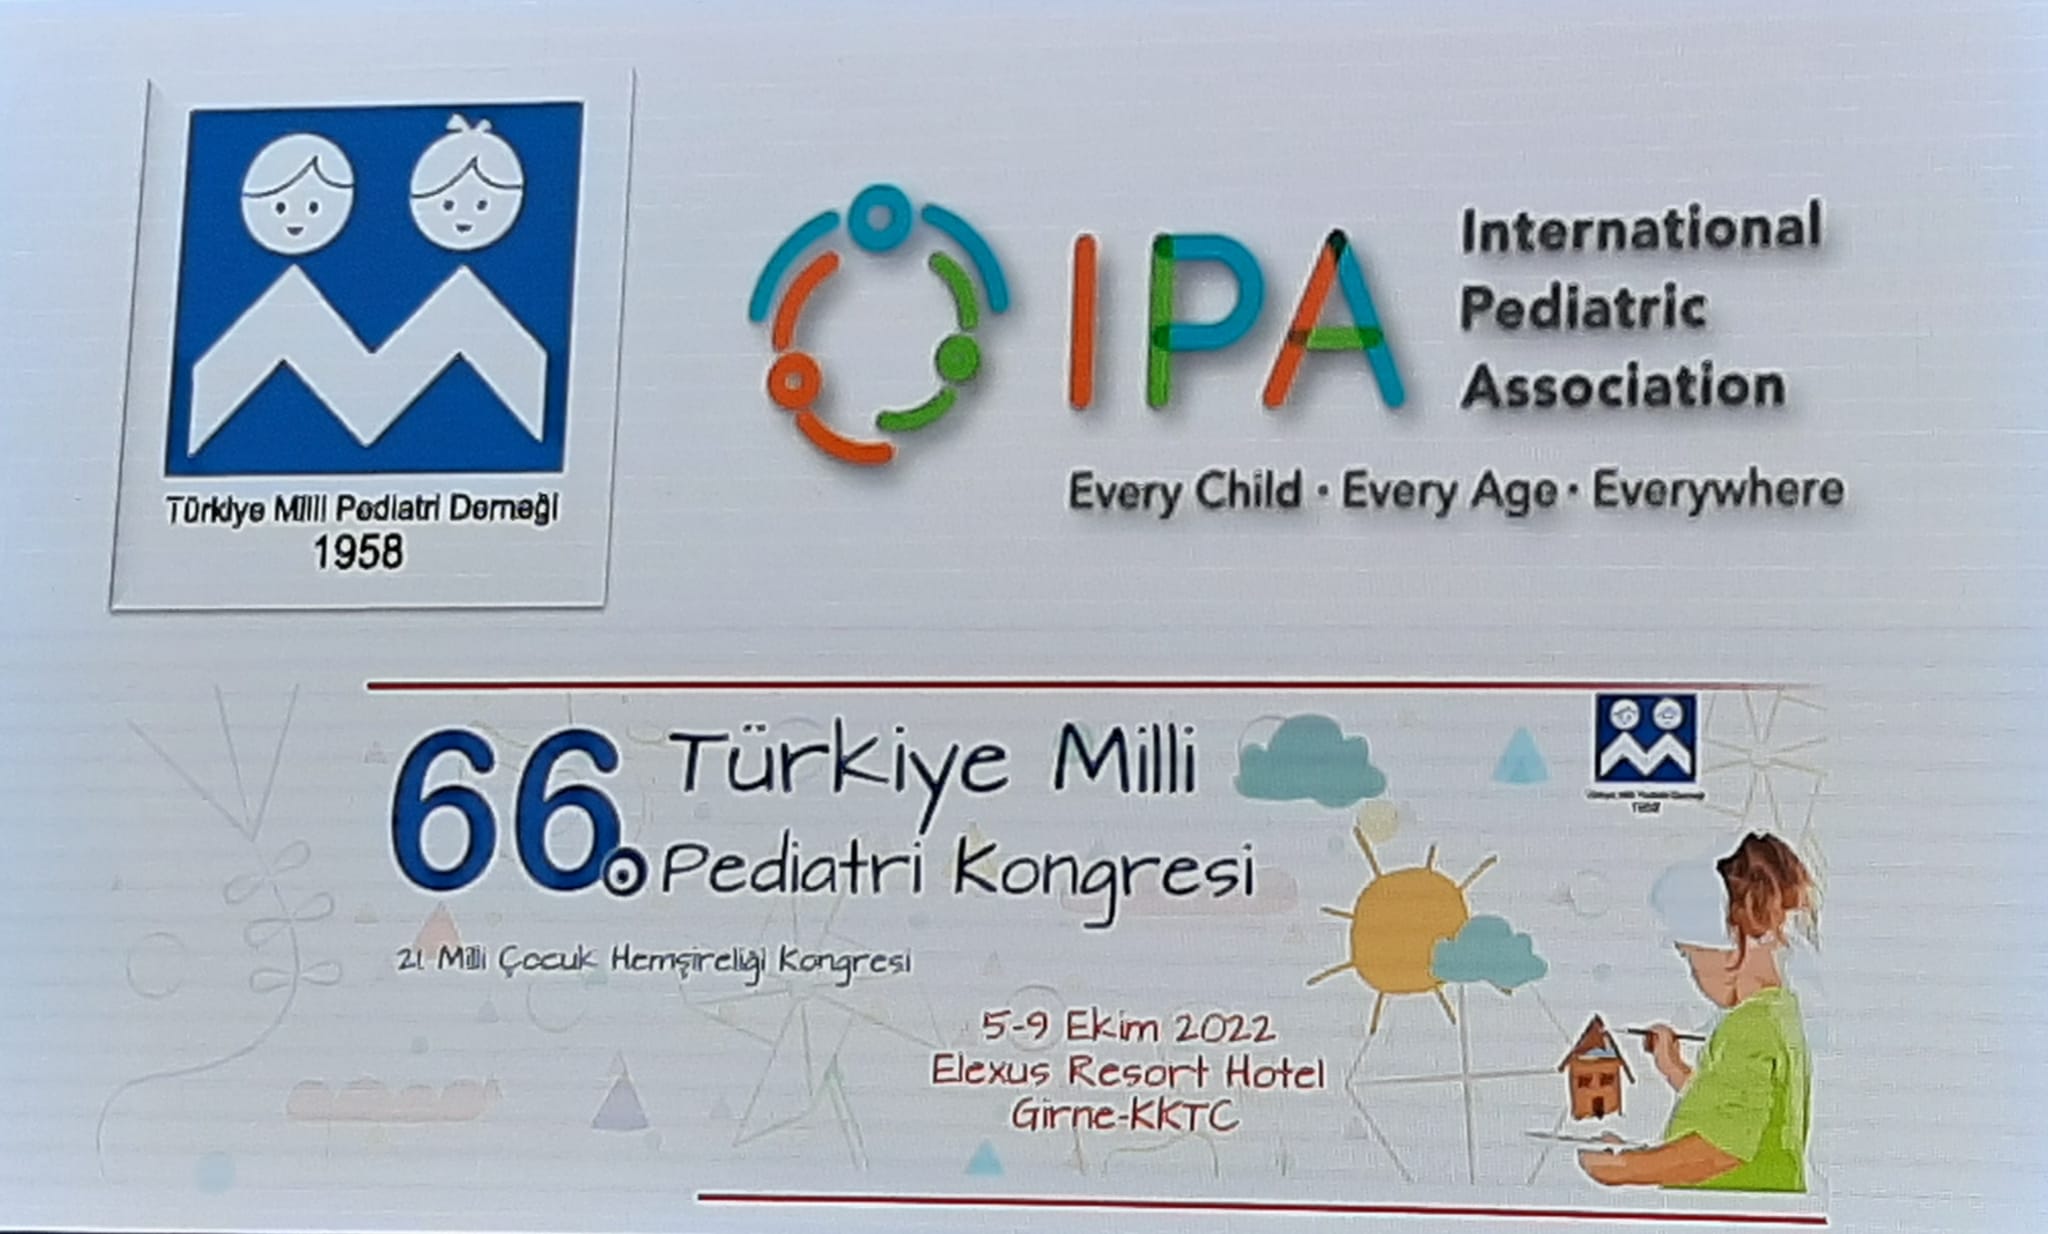 Türkiye Milli Pediatri Derneği
1958
IPA
International
Pediatric
Association
Every Child · Every Age · Everywhere
66. Türkiye Milli
Pediatri Kongresi
21 Milli Çocuk Hemşireliği Kongresi
5-9 Ekim 2022
Elexus Resort Hotel
Girne-KKTC
1958